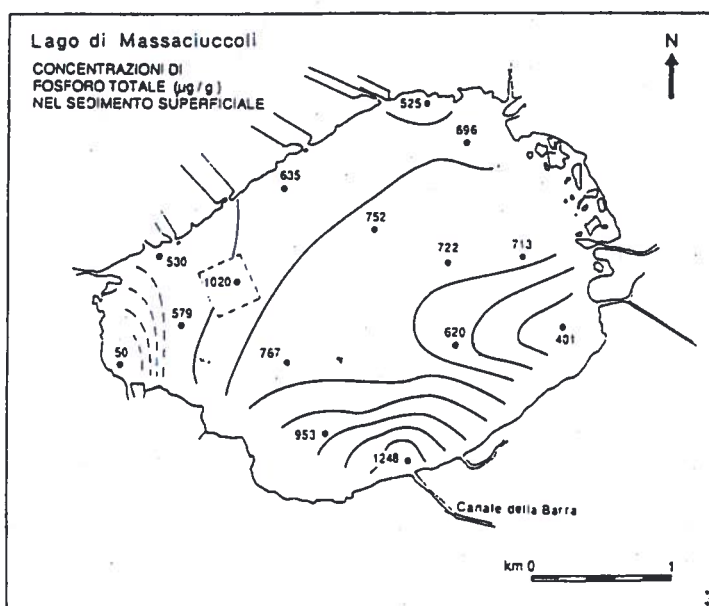 Lago di Massaciuccoli
CONCENTRAZIONI DI
FOSFORO TOTALE (µg/g)
NEL SEDIMENTO SUPERFICIALE
N
525
696
635
752
530
722
713
1020
579
620
401
50
767
953
1248
Canale della Barra
km 0 1